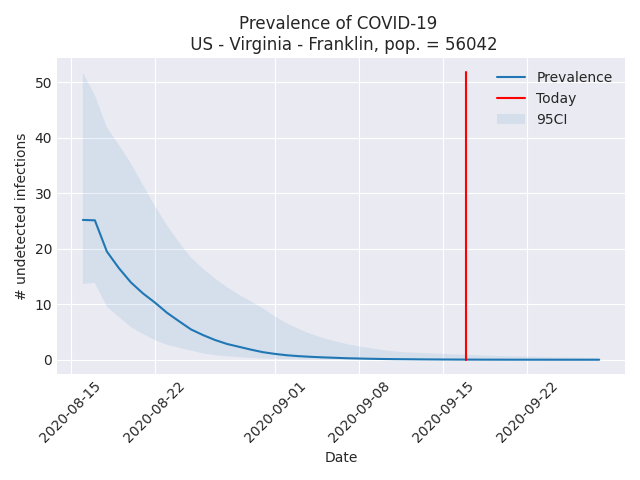 Prevalence of COVID-19
US - Virginia - Franklin, pop. = 56042
Prevalence
Today
95CI
# undetected infections
50
40
30
20
10
0
2020-08-15
2020-08-22
2020-09-01
2020-09-08
2020-09-15
2020-09-22
Date